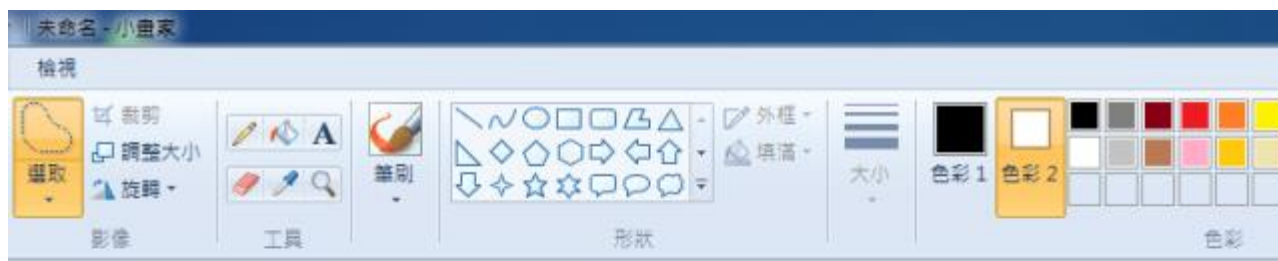 未命名 - 小畫家
檢視
選取
裁剪
調整大小
旋轉
影像
A
工具
筆刷
外框
填滿
形狀
大小
色彩 1
色彩 2
色彩